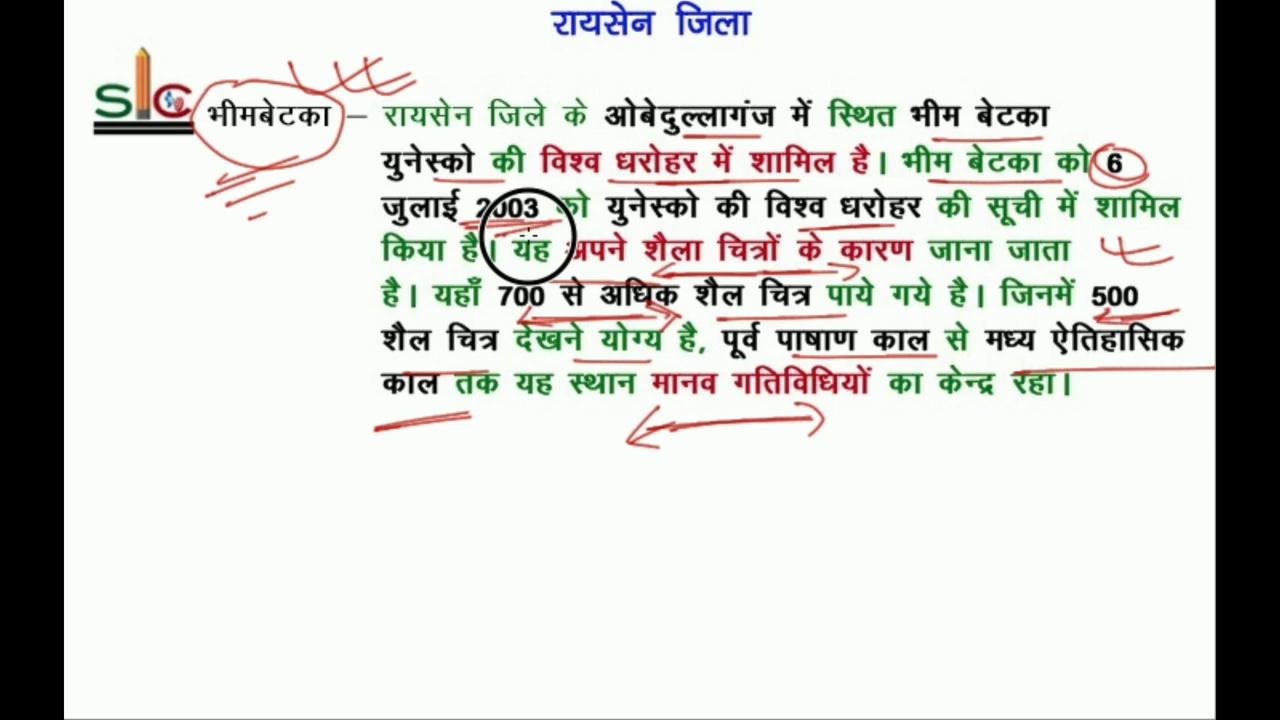 रायसेन जिला
SIC
भीमबेटका – रायसेन जिले के ओबेदुल्लागंज में स्थित भीम बेटका
युनेस्को की विश्व धरोहर में शामिल है। भीम बेटका को 6
जुलाई 2003 को युनेस्को की विश्व धरोहर की सूची में शामिल
किया है। यह अपने शैला चित्रों के कारण जाना जाता
है। यहाँ 700 से अधिक शैल चित्र पाये गये है। जिनमें 500
शैल चित्र देखने योग्य है, पूर्व पाषाण काल से मध्य ऐतिहासिक
काल तक यह स्थान मानव गतिविधियों का केन्द्र रहा।